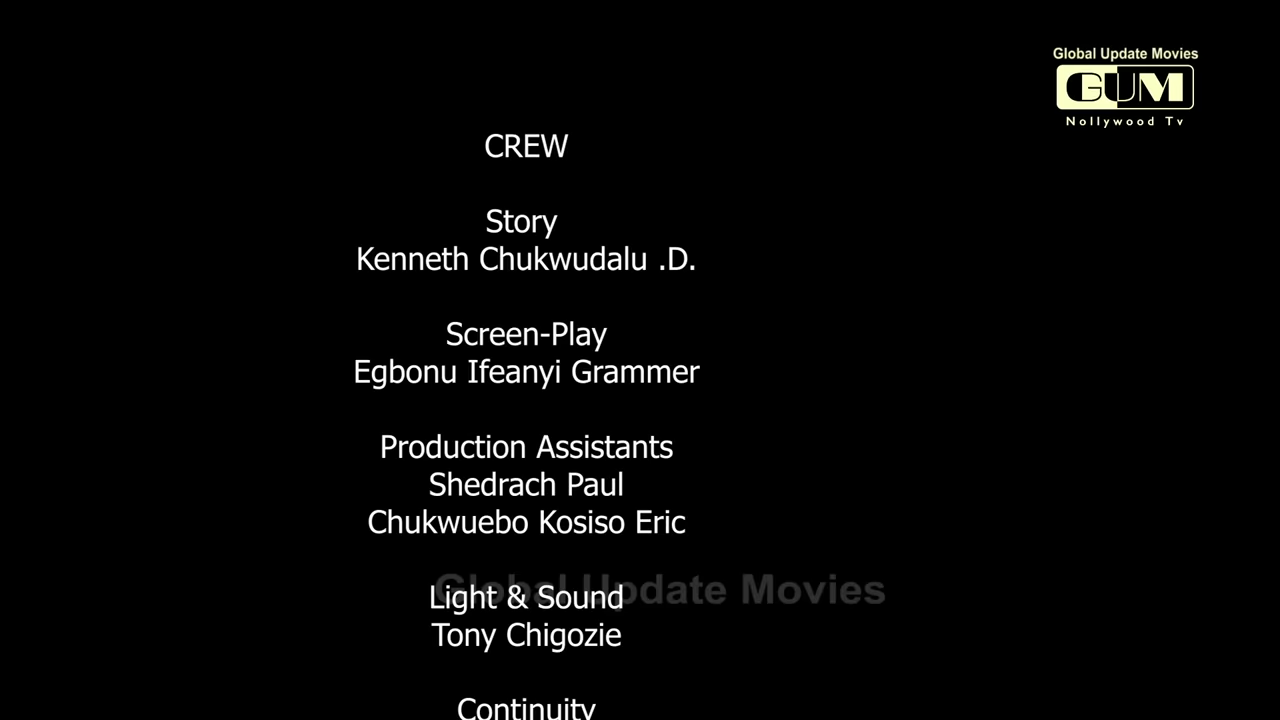 Global Update Movies
GUM
Nollywood Tv
CREW
Story
Kenneth Chukwudalu .D.
Screen-Play
Egbonu Ifeanyi Grammer
Production Assistants
Shedrach Paul
Chukwuebo Kosiso Eric
Global Update Movies
Light & Sound
Tony Chigozie
Continuity